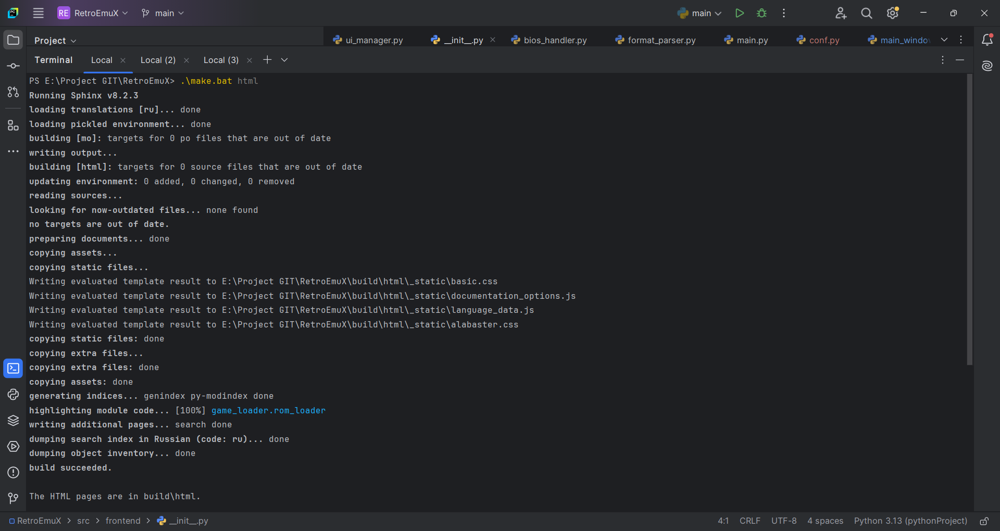 RE RetroEmuX main main
Project ui_manager.py __init__.py bios_handler.py format_parser.py main.py conf.py main_windo
Terminal Local Local (2) Local (3)
PS E:\Project GIT\RetroEmuX> .\make.bat html
Running Sphinx v8.2.3
loading translations [ru]... done
loading pickled environment... done
building [mo]: targets for 0 po files that are out of date
writing output...
building [html]: targets for 0 source files that are out of date
updating environment: 0 added, 0 changed, 0 removed
reading sources...
looking for now-outdated files... none found
no targets are out of date.
preparing documents... done
copying assets...
copying static files...
Writing evaluated template result to E:\Project GIT\RetroEmuX\build\html\_static\basic.css
Writing evaluated template result to E:\Project GIT\RetroEmuX\build\html\_static\documentation_options.js
Writing evaluated template result to E:\Project GIT\RetroEmuX\build\html\_static\language_data.js
Writing evaluated template result to E:\Project GIT\RetroEmuX\build\html\_static\alabaster.css
copying static files: done
copying extra files...
copying extra files: done
copying assets: done
generating indices... genindex py-modindex done
highlighting module code... [100%] game_loader.rom_loader
writing additional pages... search done
dumping search index in Russian (code: ru)... done
dumping object inventory... done
build succeeded.
The HTML pages are in build\html.
RetroEmuX > src > frontend > __init__.py 4:1 CRLF UTF-8 4 spaces Python 3.13 (pythonProject)